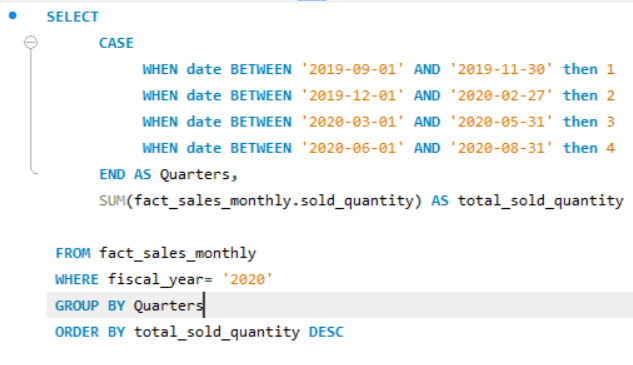 SELECT
CASE
WHEN date BETWEEN '2019-09-01' AND '2019-11-30' then 1
WHEN date BETWEEN '2019-12-01' AND '2020-02-27' then 2
WHEN date BETWEEN '2020-03-01' AND '2020-05-31' then 3
WHEN date BETWEEN '2020-06-01' AND '2020-08-31' then 4
END AS Quarters,
SUM(fact_sales_monthly.sold_quantity) AS total_sold_quantity
FROM fact_sales_monthly
WHERE fiscal_year= '2020'
GROUP BY Quarters
ORDER BY total_sold_quantity DESC